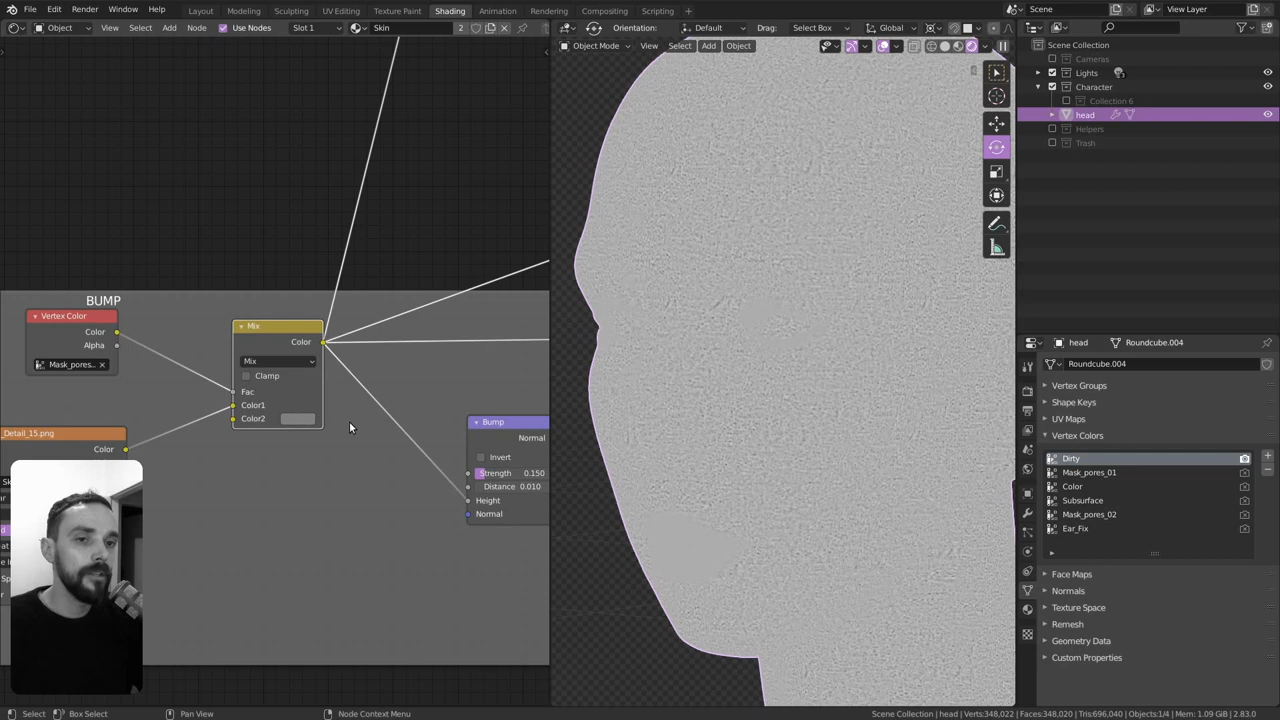 File Edit Render Window Help Layout Modeling Sculpting UV Editing Texture Paint Shading Animation Rendering Compositing Scripting + Scene View Layer
Object View Select Add Node Use Nodes Slot 1 Skin 2 Orientation: Default Drag: Select Box Global
Object Mode View Select Add Object
Scene Collection
Cameras
Lights
Character
Collection 6
head
Helpers
Trash
BUMP
Vertex Color
Color
Alpha
Mask_pores...
Mix
Color
Mix
Clamp
Fac
Color1
Color2
Detail_15.png
Color
Bump
Normal
Invert
Strength 0.150
Distance 0.010
Height
Normal
head Roundcube.004
Roundcube.004
Vertex Groups
Shape Keys
UV Maps
Vertex Colors
Dirty
Mask_pores_01
Color
Subsurface
Mask_pores_02
Ear_Fix
Face Maps
Normals
Texture Space
Remesh
Geometry Data
Custom Properties
Select Box Select Pan View Node Context Menu Scene Collection | head | Verts:348,022 | Faces:348,020 | Tris:696,040 | Objects:1/4 | Mem: 1.09 GiB | 2.83.0